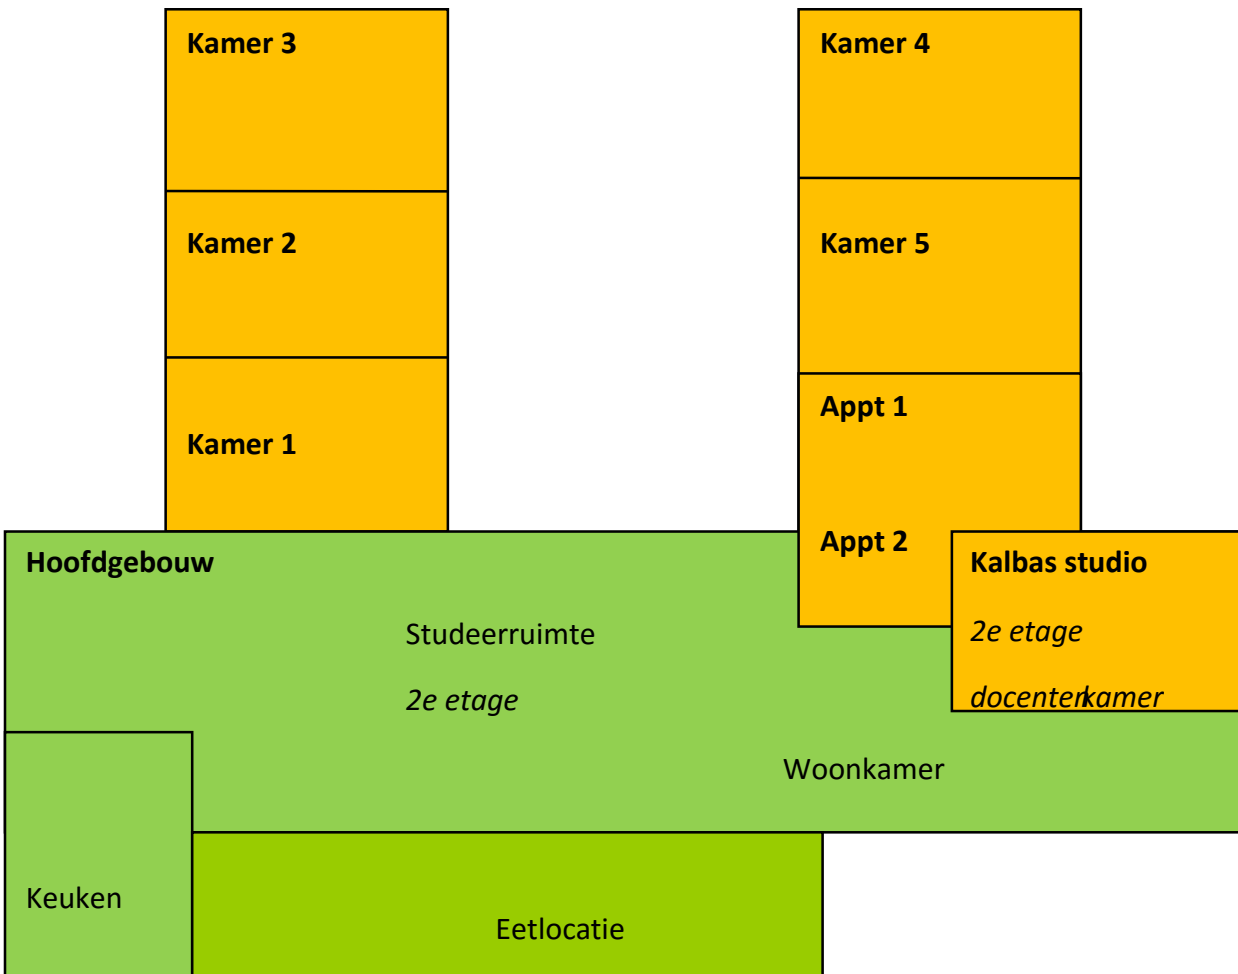 Kamer 3
Kamer 4
Kamer 2
Kamer 5
Appt 1
Kamer 1
Appt 2
Hoofdgebouw
Kalbas studio
Studeerruimte
2e etage
2e etage
docentenkamer
Woonkamer
Keuken
Eetlocatie